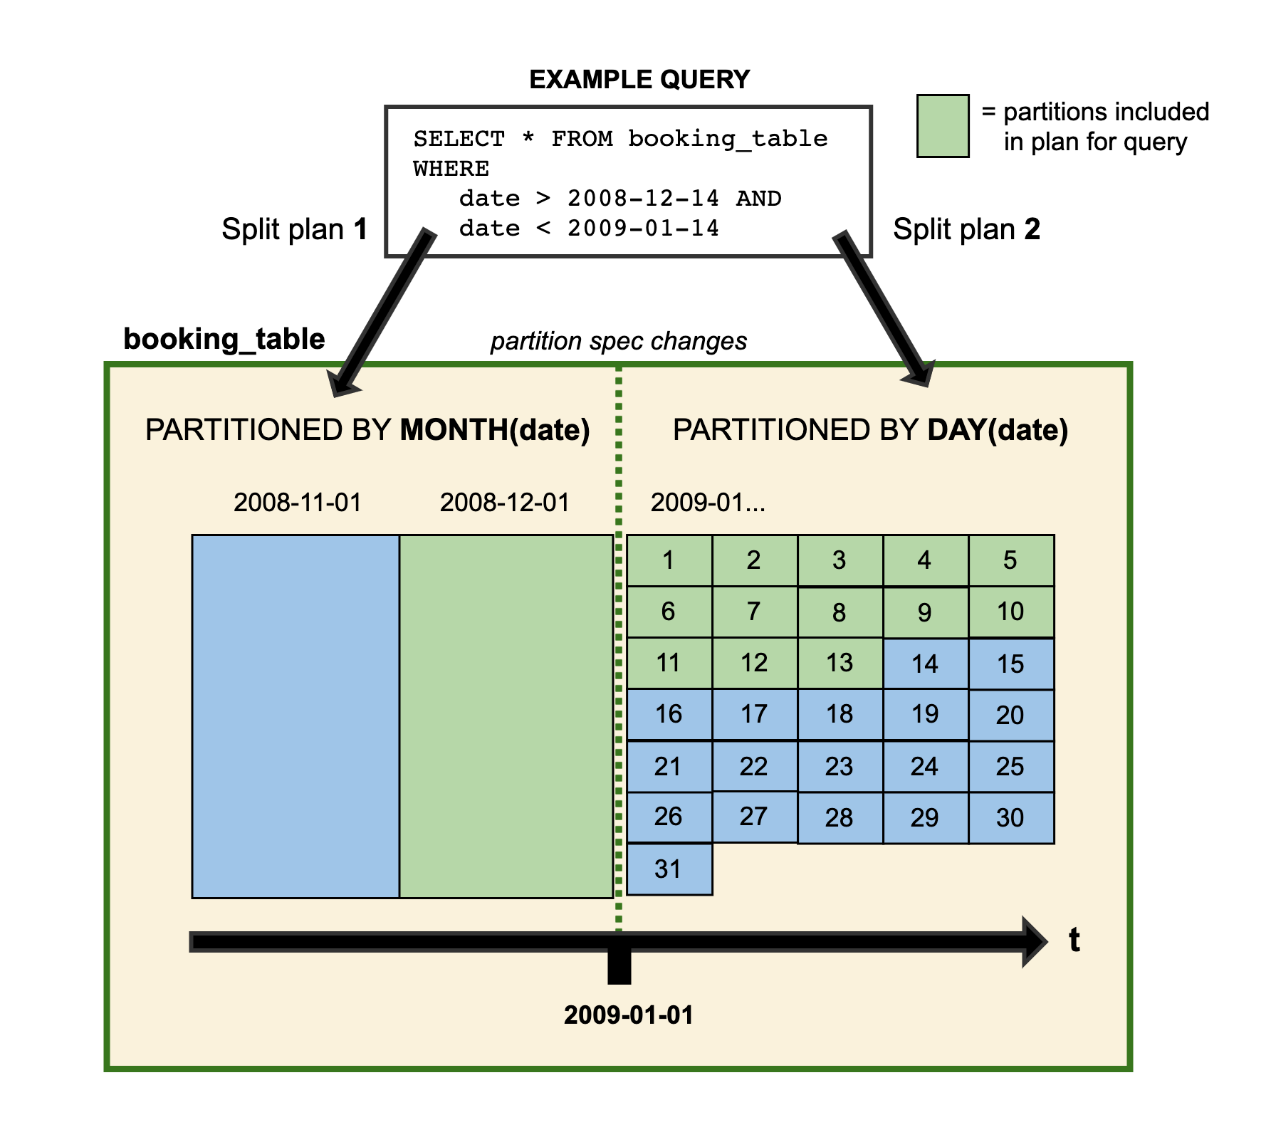 EXAMPLE QUERY
= partitions included
in plan for query
SELECT * FROM booking_table
WHERE
date > 2008-12-14 AND
date < 2009-01-14
Split plan 1
Split plan 2
booking_table
partition spec changes
PARTITIONED BY MONTH(date)
PARTITIONED BY DAY(date)
2008-11-01
2008-12-01
2009-01...
1 2 3 4 5
6 7 8 9 10
11 12 13 14 15
16 17 18 19 20
21 22 23 24 25
26 27 28 29 30
31
t
2009-01-01